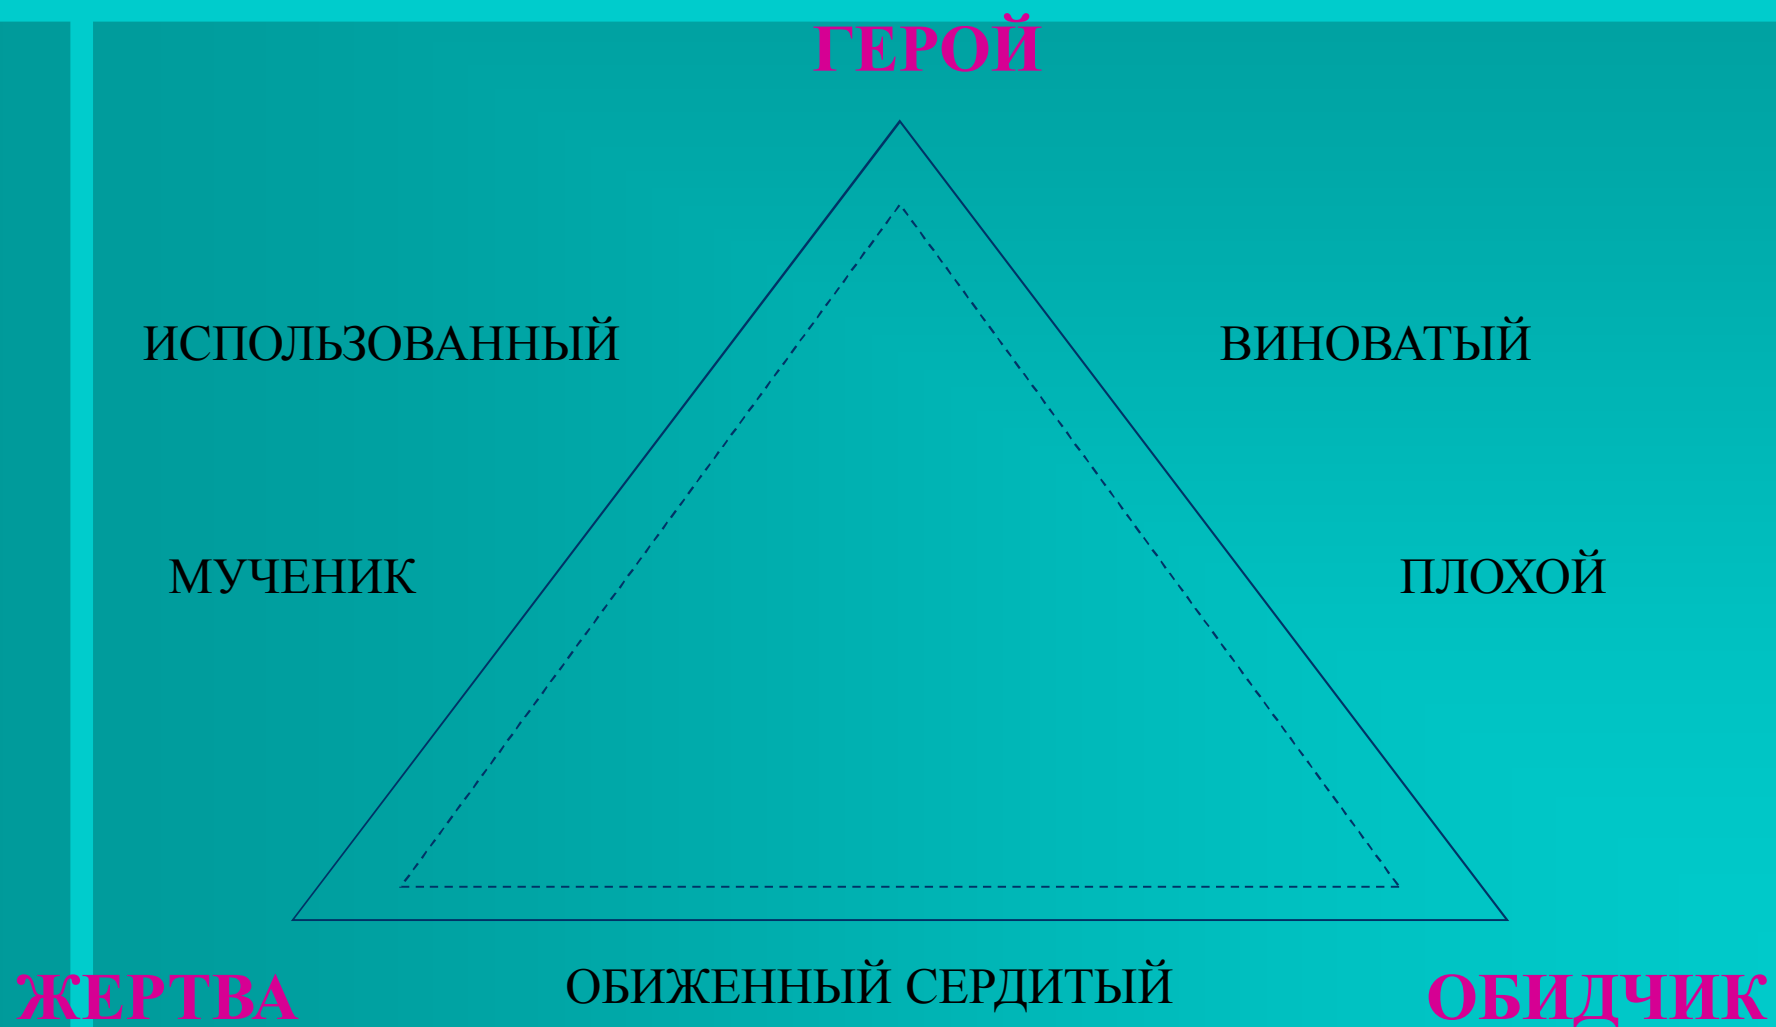 ГЕРОЙ
ИСПОЛЬЗОВАННЫЙ
ВИНОВАТЫЙ
МУЧЕНИК
ПЛОХОЙ
ЖЕРТВА
ОБИЖЕННЫЙ СЕРДИТЫЙ
ОБИДЧИК